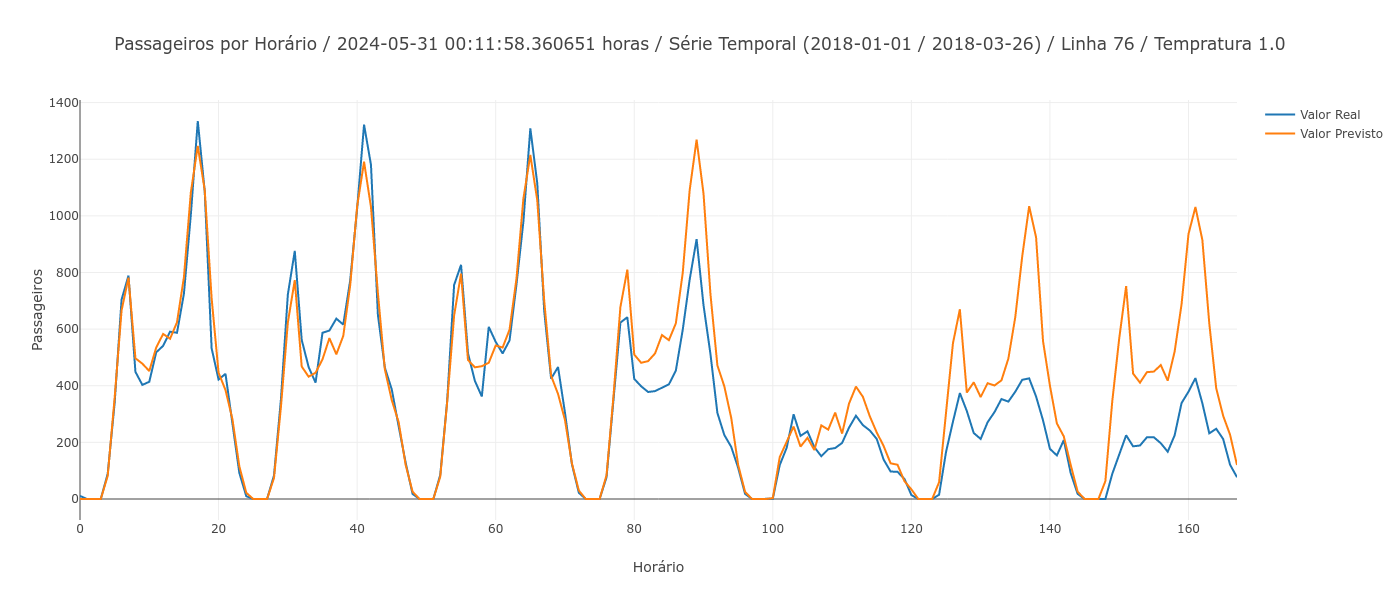 Passageiros por Horário / 2024-05-31 00:11:58.360651 horas / Série Temporal (2018-01-01 / 2018-03-26) / Linha 76 / Tempratura 1.0
Valor Real
Valor Previsto
Passageiros
1400
1200
1000
800
600
400
200
0
0 20 40 60 80 100 120 140 160
Horário